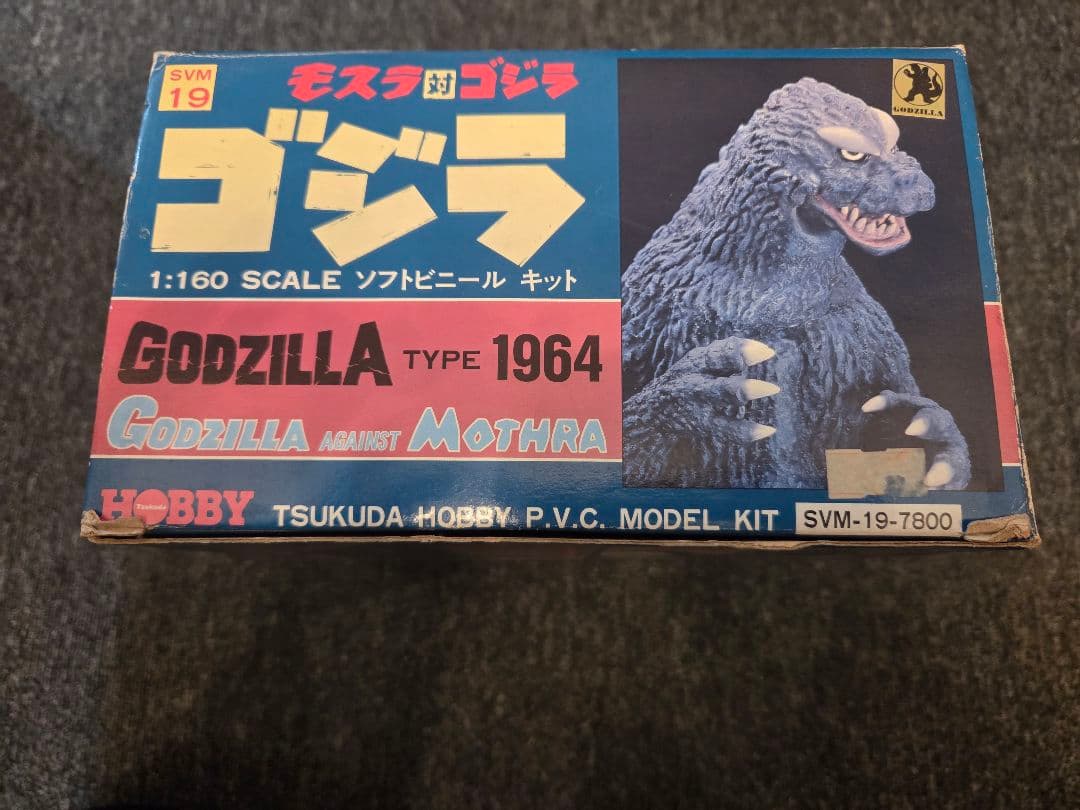 SVM
19
モスラ対ゴジラ
ゴジラ
1:160 SCALE ソフトビニール キット
GODZILLA TYPE 1964
GODZILLA AGAINST MOTHRA
HOBBY
Tsukuda
TSUKUDA HOBBY P.V.C. MODEL KIT SVM-19-7800
GODZILLA